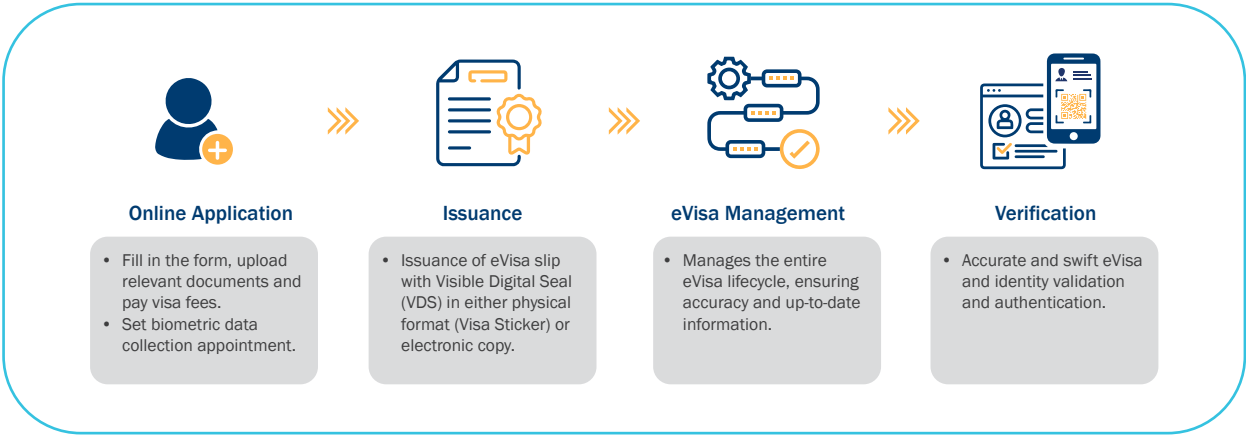 Online Application
• Fill in the form, upload
relevant documents and
pay visa fees.
• Set biometric data
collection appointment.
Issuance
• Issuance of eVisa slip
with Visible Digital Seal
(VDS) in either physical
format (Visa Sticker) or
electronic copy.
eVisa Management
• Manages the entire
eVisa lifecycle, ensuring
accuracy and up-to-date
information.
Verification
• Accurate and swift eVisa
and identity validation
and authentication.